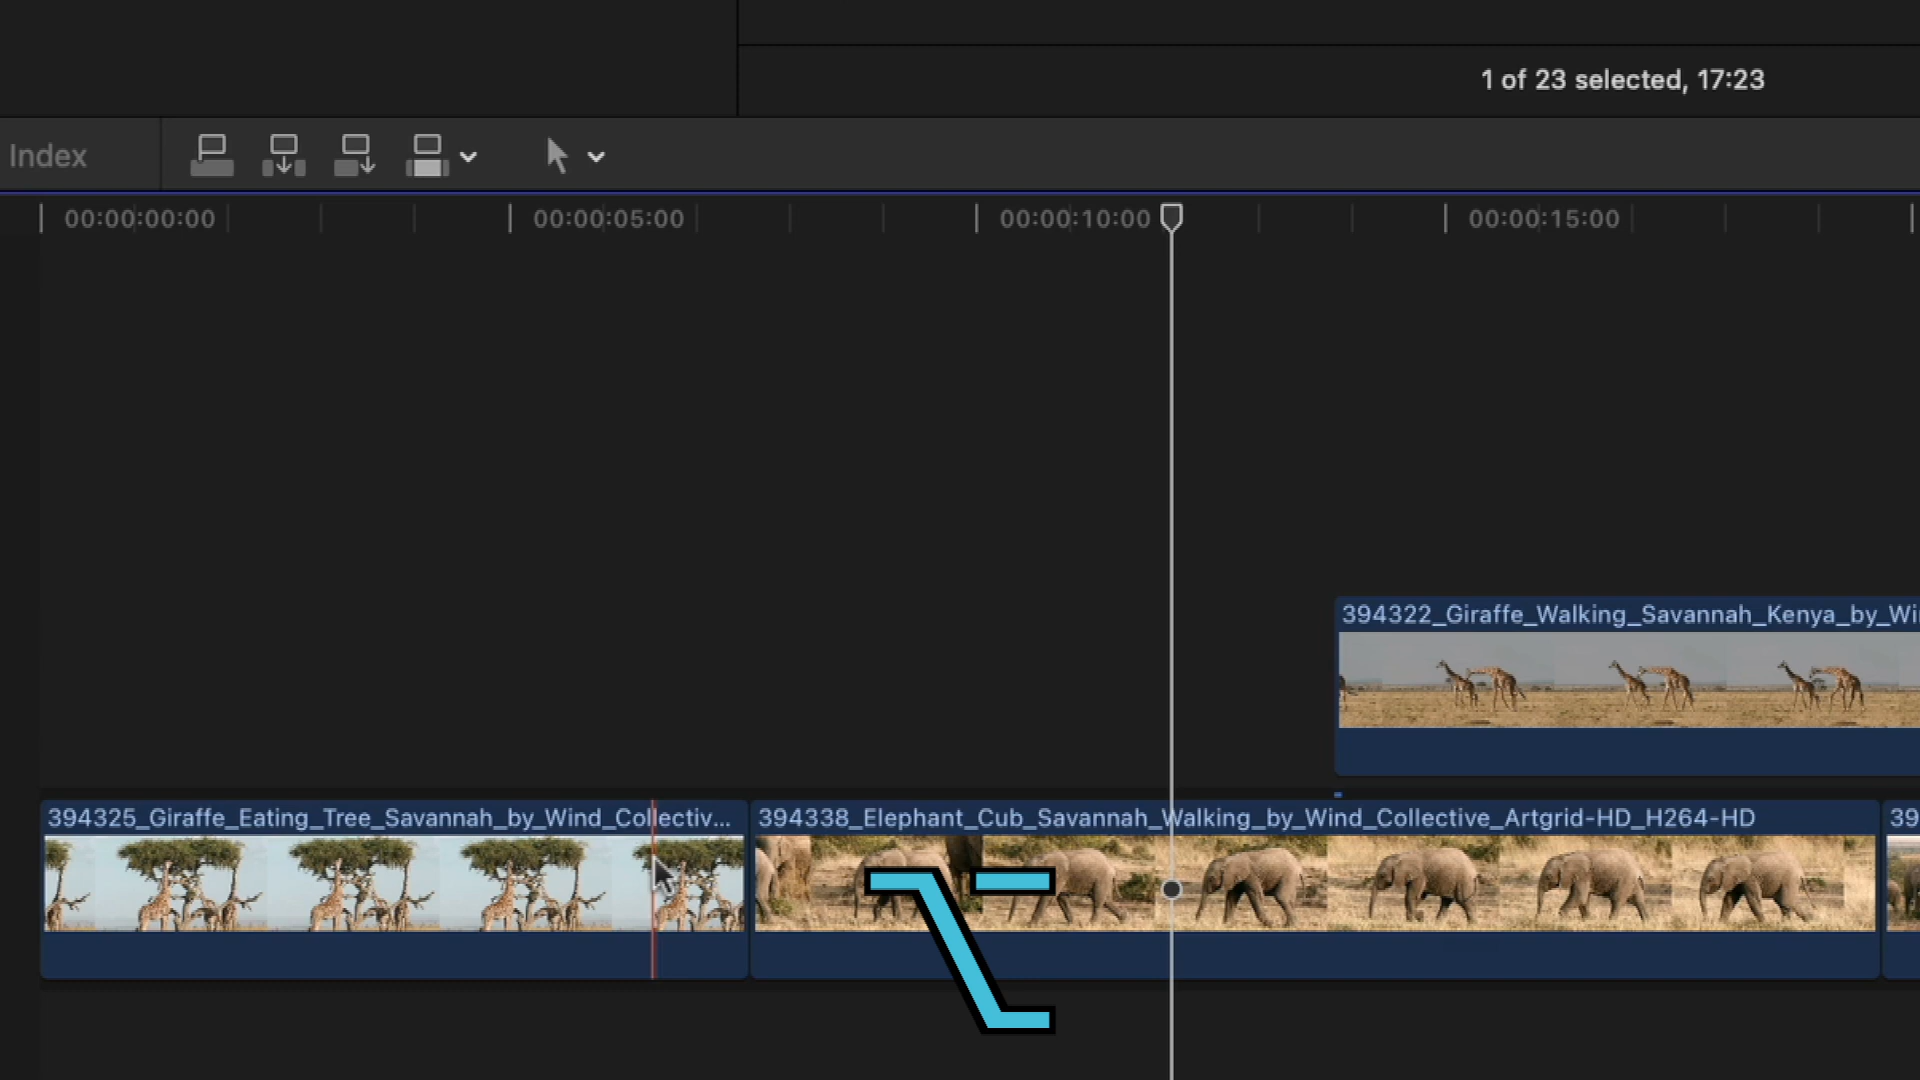 1 of 23 selected, 17:23
Index
00:00:00:00
00:00:05:00
00:00:10:00
00:00:15:00
394322_Giraffe_Walking_Savannah_Kenya_by_Wi
394325_Giraffe_Eating_Tree_Savannah_by_Wind_Collectiv...
394338_Elephant_Cub_Savannah_Walking_by_Wind_Collective_Artgrid-HD_H264-HD
39